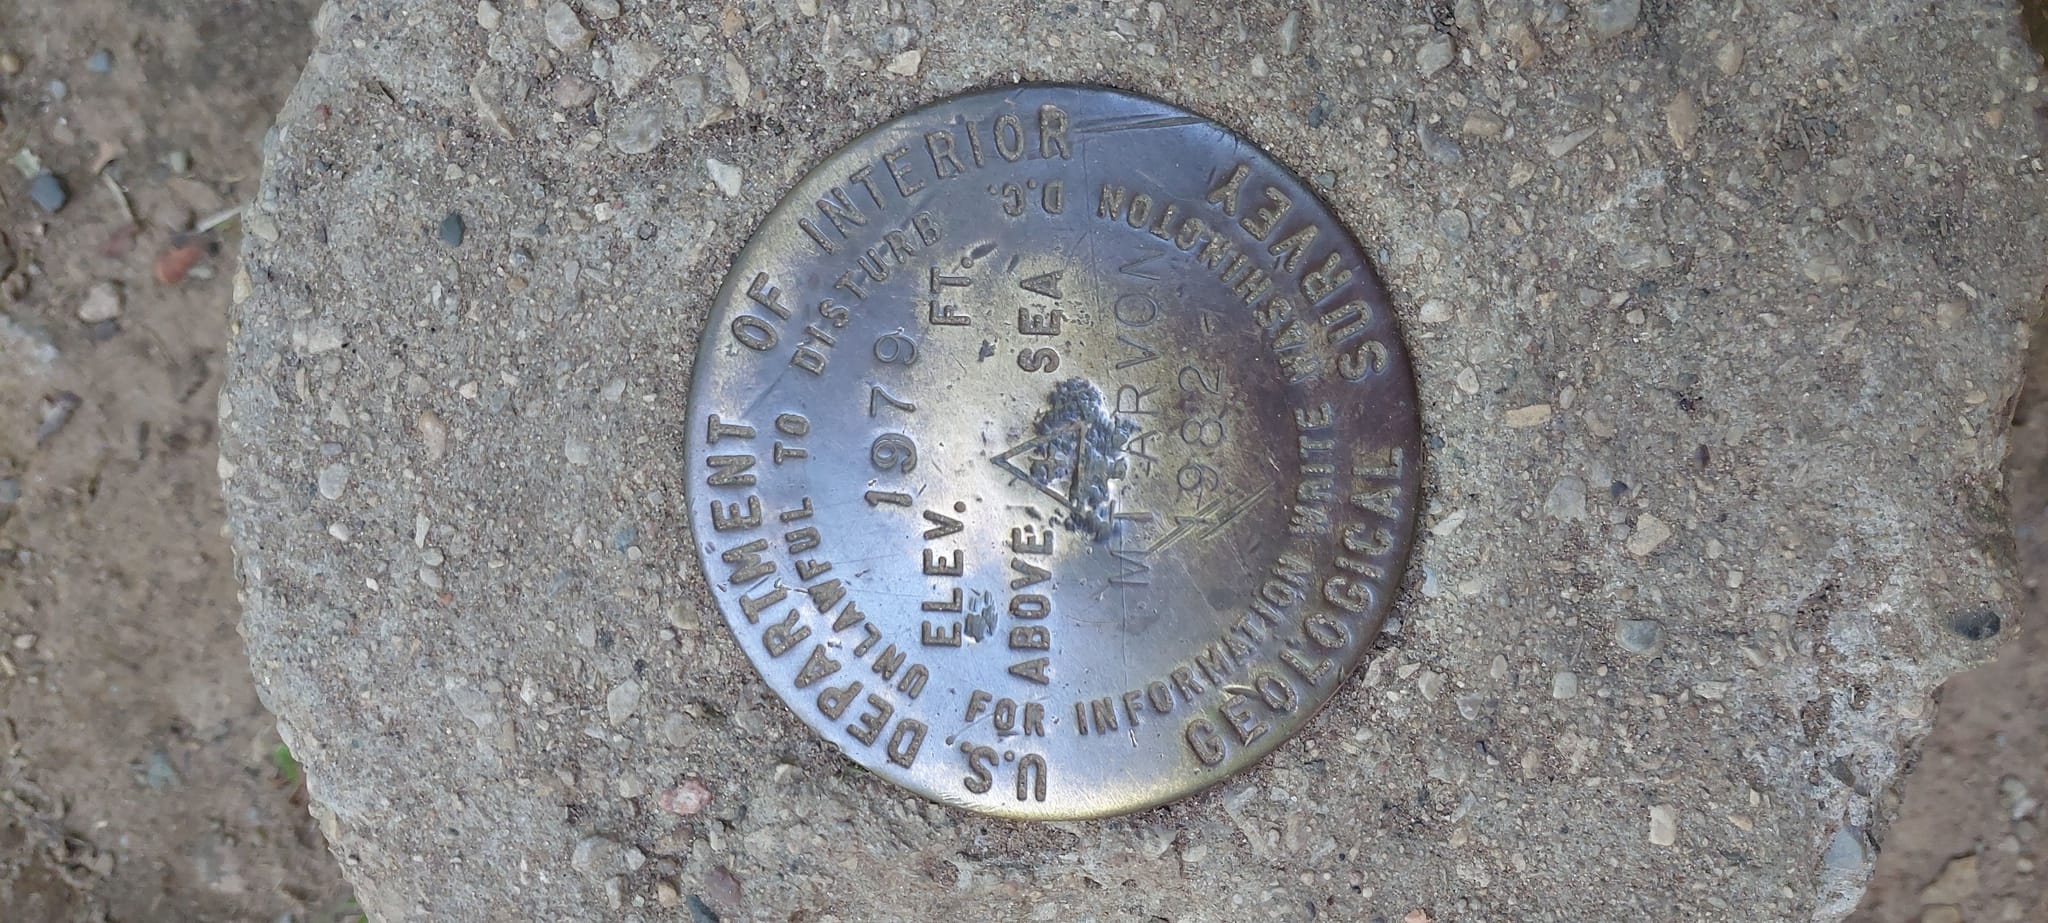 U.S. DEPARTMENT OF INTERIOR
UNLAWFUL TO DISTURB
1979
ELEV. FT.
ABOVE SEA
MT ARVON
1982
FOR INFORMATION WRITE WASHINGTON D.C.
GEOLOGICAL SURVEY